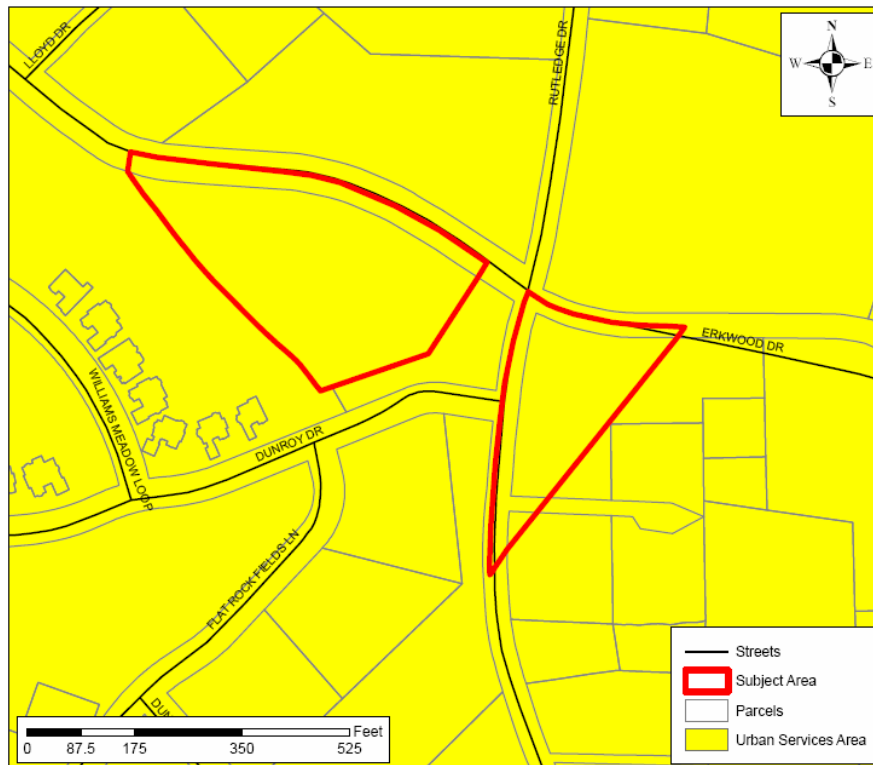 LLOYD DR
RUTLEDGE DR
N
W E
S
ERKWOOD DR
WILLIAMS MEADOW LOOP
DUNROY DR
FLAT ROCK FIELDS LN
DUN
Feet
0 87.5 175 350 525
Streets
Subject Area
Parcels
Urban Services Area